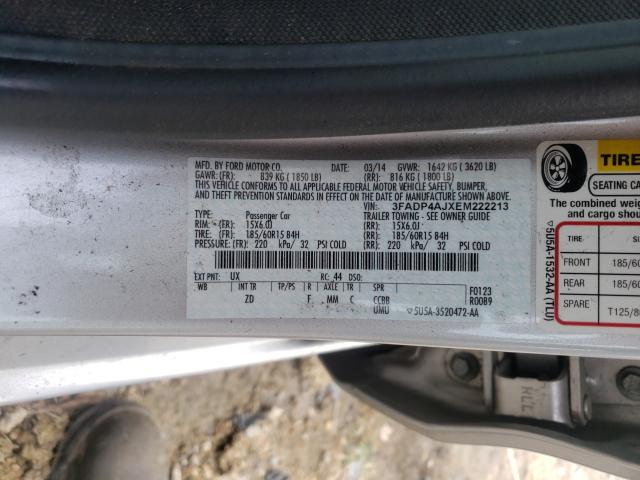 MFD. BY FORD MOTOR CO. DATE: 03/14 GVWR: 1642 KG ( 3620 LB)
GAWR: (FR): 839 KG ( 1850 LB) (RR): 816 KG ( 1800 LB)
THIS VEHICLE CONFORMS TO ALL APPLICABLE FEDERAL MOTOR VEHICLE SAFETY, BUMPER,
AND THEFT PREVENTION STANDARDS IN EFFECT ON THE DATE OF MANUFACTURE SHOWN ABOVE.
VIN: 3FADP4AJXEM222213
TYPE: Passenger Car TRAILER TOWING - SEE OWNER GUIDE
RIM: (FR): 15X6.0J (RR): 15X6.0J
TIRE: (FR): 185/60R15 84H (RR): 185/60R15 84H
PRESSURE: (FR): 220 kPa/ 32 PSI COLD (RR): 220 kPa/ 32 PSI COLD
EXT PNT: UX RC: 44 DSO:
WB INT TR TP/PS R AXLE TR SPR F0123
ZD F MM C CCBB R0089
UMU 5U5A-3520472-AA
5U5A-1532-AA (TLU)
TIRE
SEATING CA
The combined weig
and cargo shou
TIRE SI
FRONT 185/60
REAR 185/60
SPARE T125/80